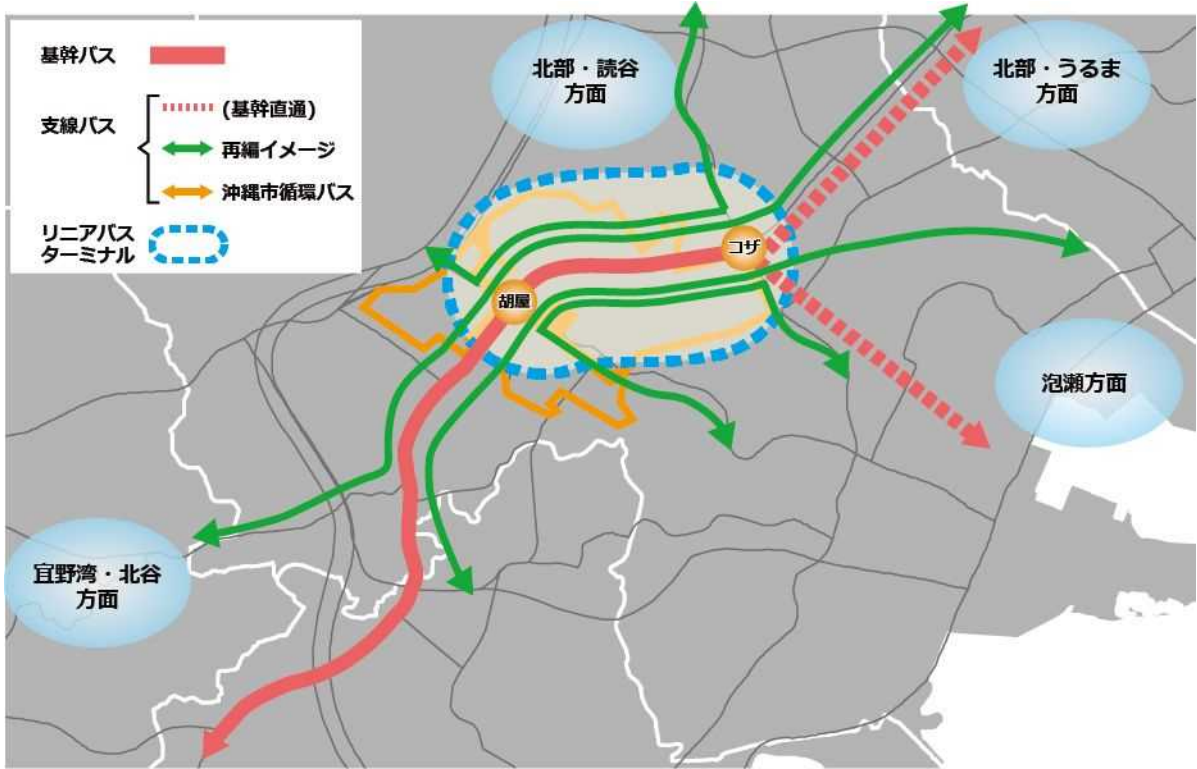 基幹バス
支線バス
(基幹直通)
再編イメージ
沖縄市循環バス
リニアバス
ターミナル
北部・読谷
方面
北部・うるま
方面
コザ
胡屋
泡瀬方面
宜野湾・北谷
方面